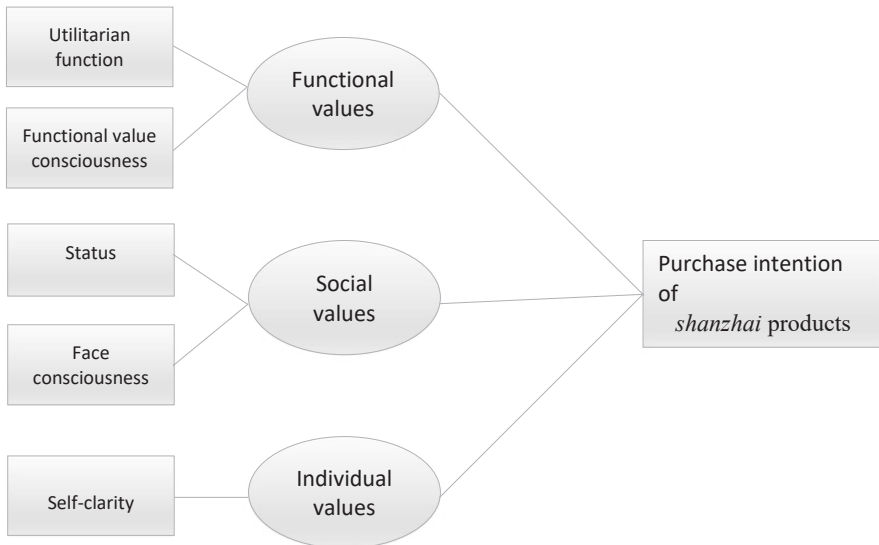 Utilitarian
function
Functional
values
Functional value
consciousness
Status
Social
values
Face
consciousness
Purchase intention
of
shanzhai products
Self-clarity
Individual
values